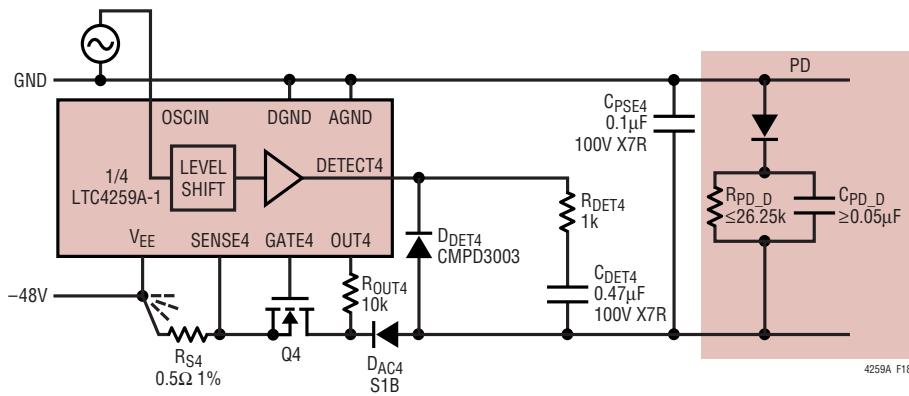 GND
PD
OSCIN
DGND
AGND
CPSE4
0.1µF
100V X7R
1/4
LTC4259A-1
LEVEL
SHIFT
DETECT4
RDET4
1k
RPD_D
≤26.25k
CPD_D
≥0.05µF
VEE
SENSE4
GATE4
OUT4
DDET4
CMPD3003
CDET4
0.47µF
100V X7R
–48V
ROUT4
10k
RS4
0.5Ω 1%
Q4
DAC4
S1B
4259A F18